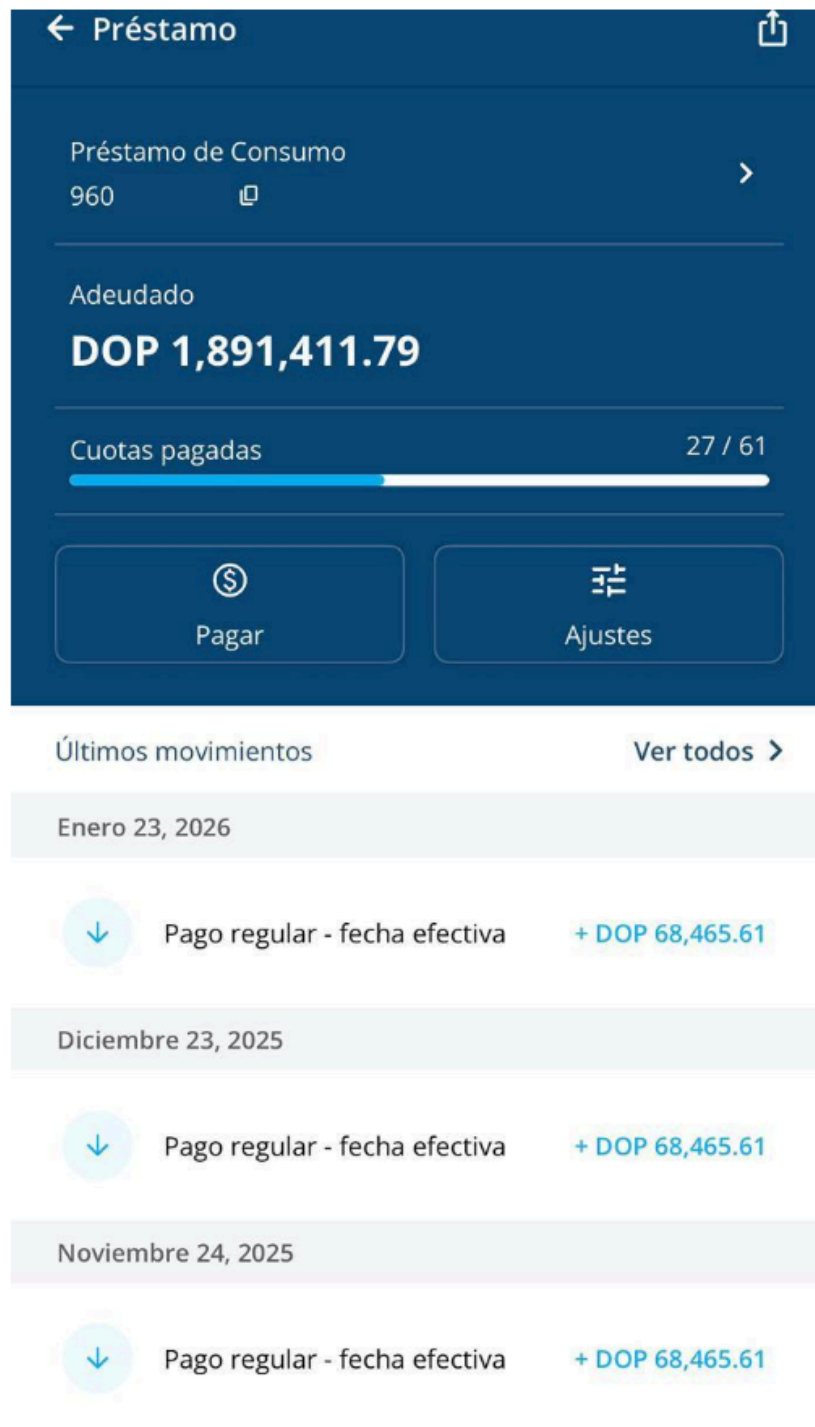 Préstamo
Préstamo de Consumo
960
Adeudado
DOP 1,891,411.79
Cuotas pagadas 27 / 61
Pagar Ajustes
Últimos movimientos Ver todos
Enero 23, 2026
Pago regular - fecha efectiva + DOP 68,465.61
Diciembre 23, 2025
Pago regular - fecha efectiva + DOP 68,465.61
Noviembre 24, 2025
Pago regular - fecha efectiva + DOP 68,465.61